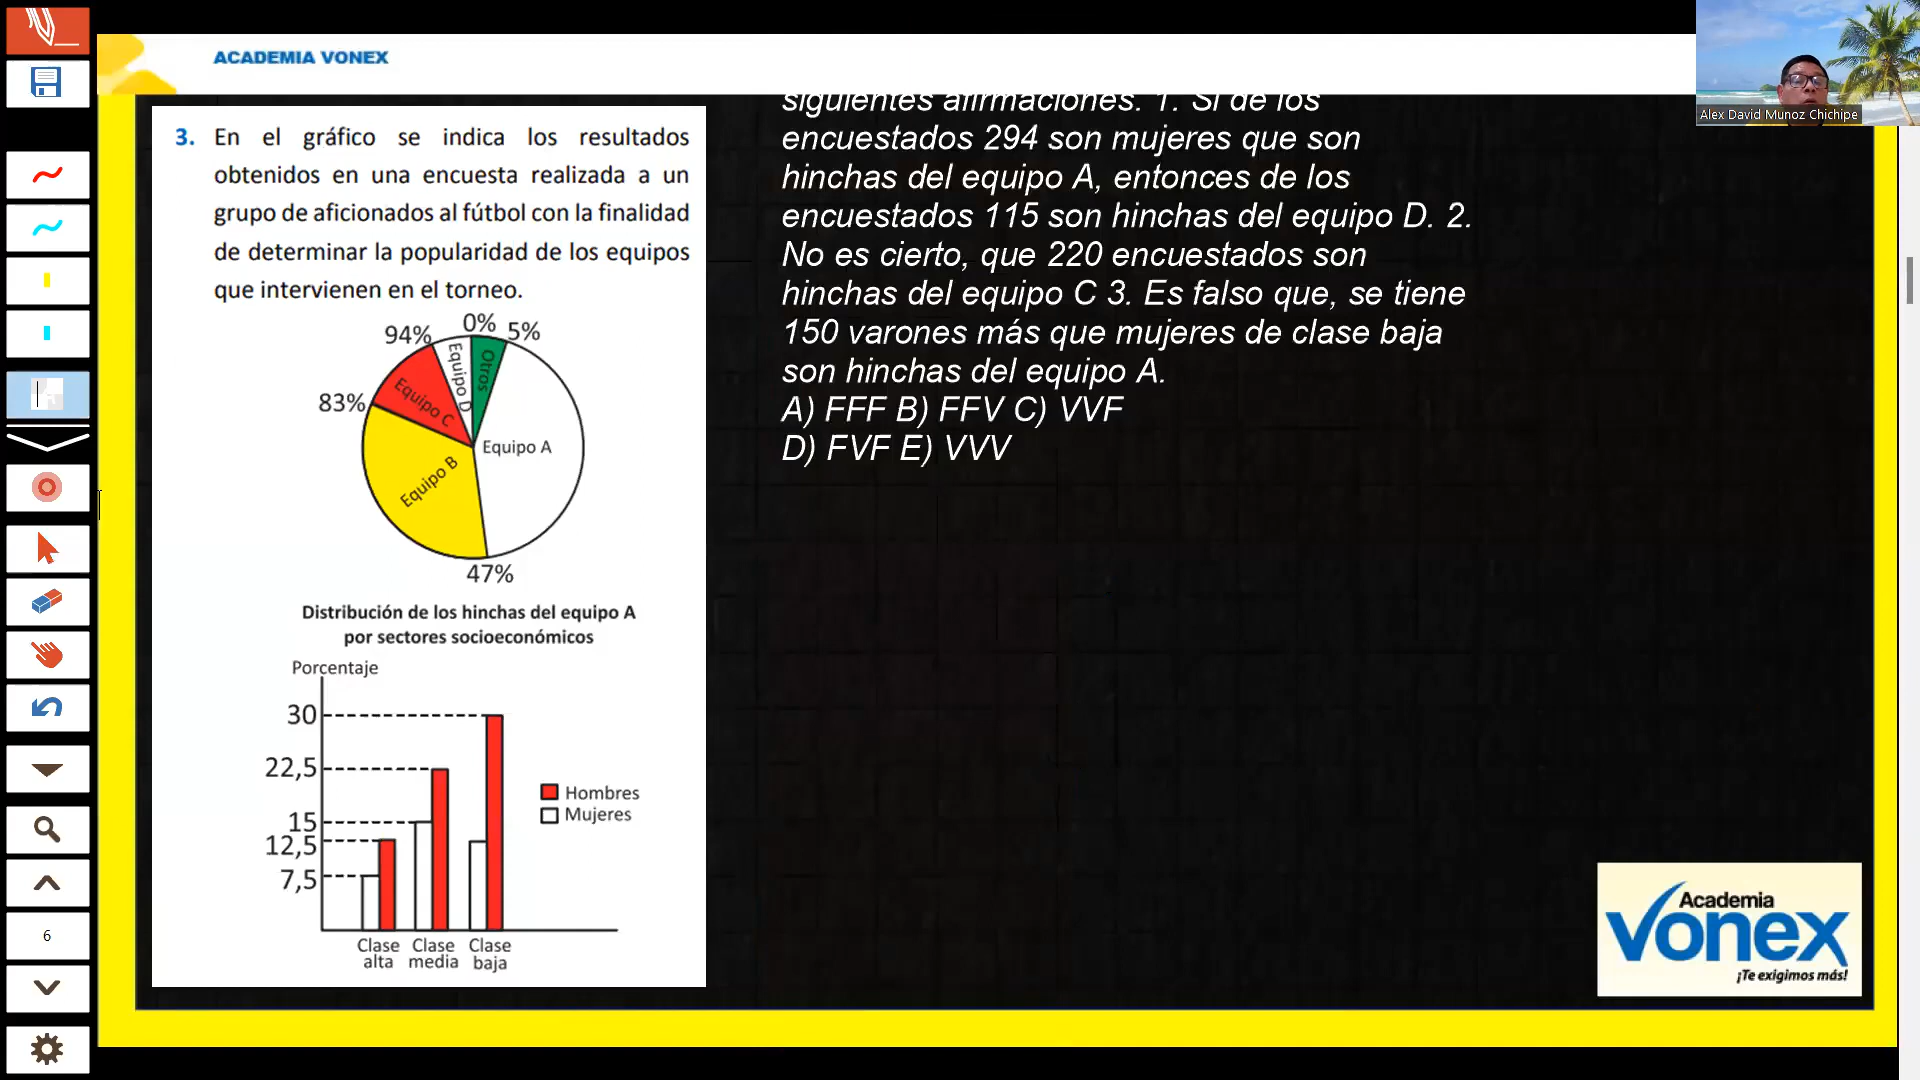 ACADEMIA VONEX
Alex David Munoz Chichipe
3. En el gráfico se indica los resultados
obtenidos en una encuesta realizada a un
grupo de aficionados al fútbol con la finalidad
de determinar la popularidad de los equipos
que intervienen en el torneo.
0%
5%
94%
83%
47%
Otros
Equipo D
Equipo C
Equipo A
Equipo B
Distribución de los hinchas del equipo A
por sectores socioeconómicos
Porcentaje
30
22,5
15
12,5
7,5
Hombres
Mujeres
Clase alta
Clase media
Clase baja
siguientes afirmaciones. 1. Si de los
encuestados 294 son mujeres que son
hinchas del equipo A, entonces de los
encuestados 115 son hinchas del equipo D. 2.
No es cierto, que 220 encuestados son
hinchas del equipo C 3. Es falso que, se tiene
150 varones más que mujeres de clase baja
son hinchas del equipo A.
A) FFF B) FFV C) VVF
D) FVF E) VVV
Academia
vonex
¡Te exigimos más!
6